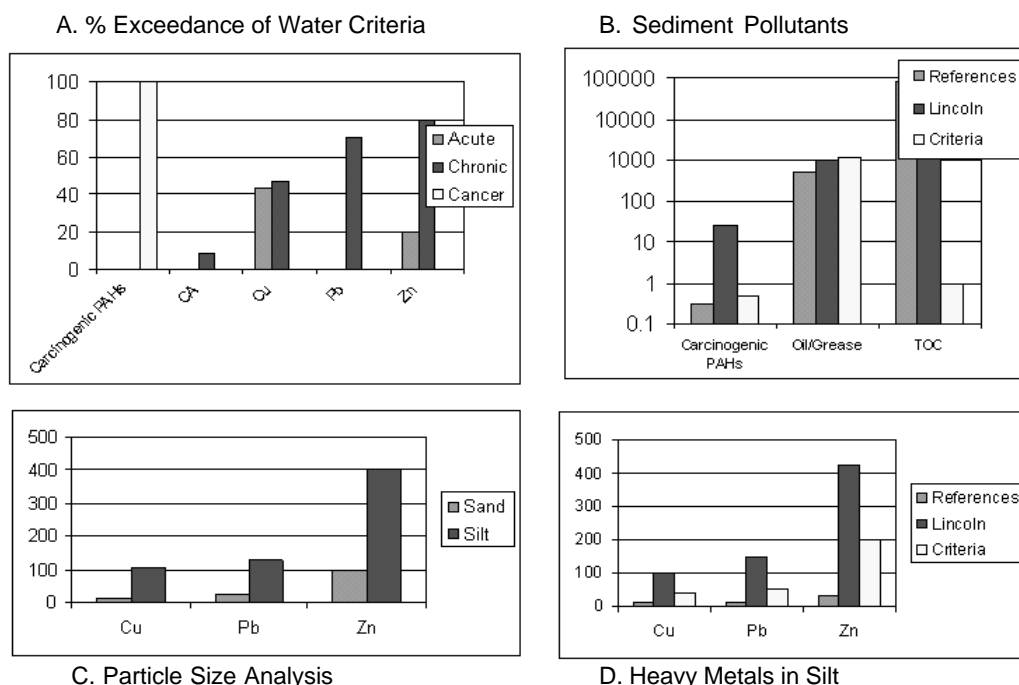 A. % Exceedance of Water Criteria
100
80
60
40
20
0
Carcinogenic PAHs
CA
Cu
Pb
Zn
Acute
Chronic
Cancer
B. Sediment Pollutants
100000
10000
1000
100
10
1
0.1
Carcinogenic
PAHs
Oil/Grease
TOC
References
Lincoln
Criteria
500
400
300
200
100
0
Cu
Pb
Zn
Sand
Silt
C. Particle Size Analysis
500
400
300
200
100
0
Cu
Pb
Zn
References
Lincoln
Criteria
D. Heavy Metals in Silt